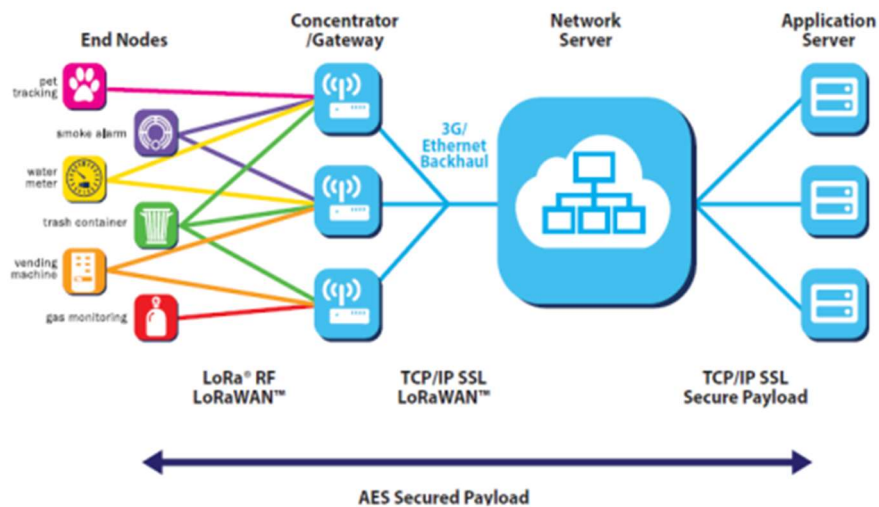 End Nodes
Concentrator
/Gateway
Network
Server
Application
Server
pet
tracking
smoke alarm
water
meter
trash container
vending
machine
gas monitoring
3G/
Ethernet
Backhaul
LoRa® RF
LoRaWAN™
TCP/IP SSL
LoRaWAN™
TCP/IP SSL
Secure Payload
AES Secured Payload